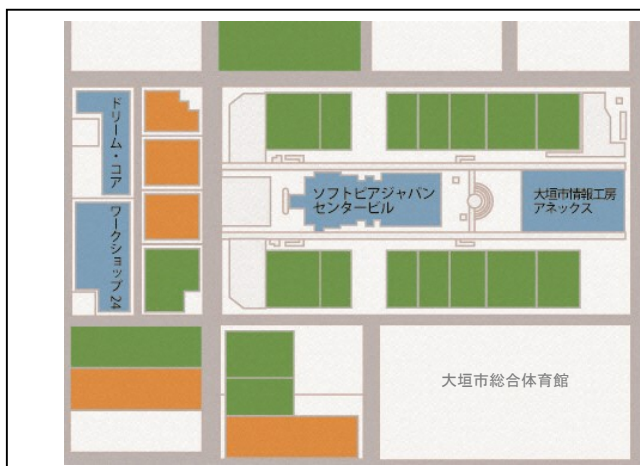 ドリーム・コア
ワークショップ24
ソフトピアジャパン
センタービル
大垣市情報工房
アネックス
大垣市総合体育館